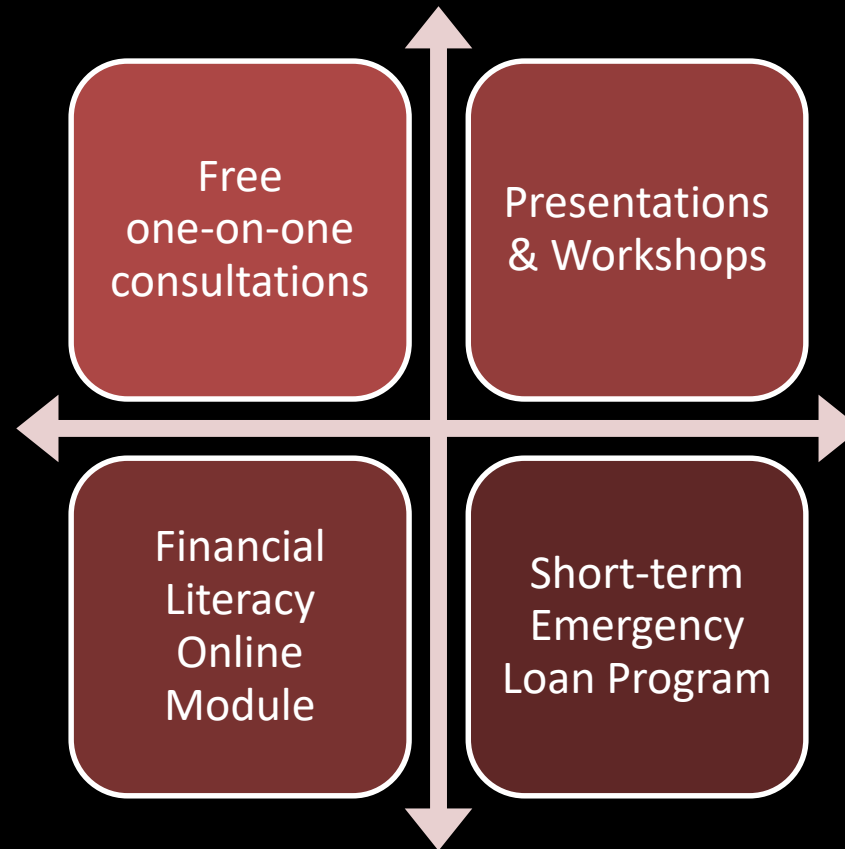 Free
one-on-one
consultations
Presentations
& Workshops
Financial
Literacy
Online
Module
Short-term
Emergency
Loan Program